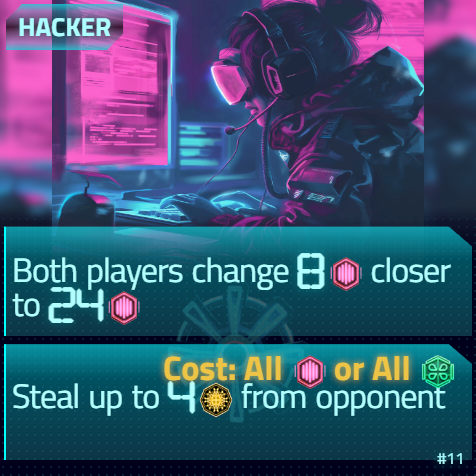 HACKER
Both players change 8 closer
to 24
Cost: All or All
Steal up to 4 from opponent
#11